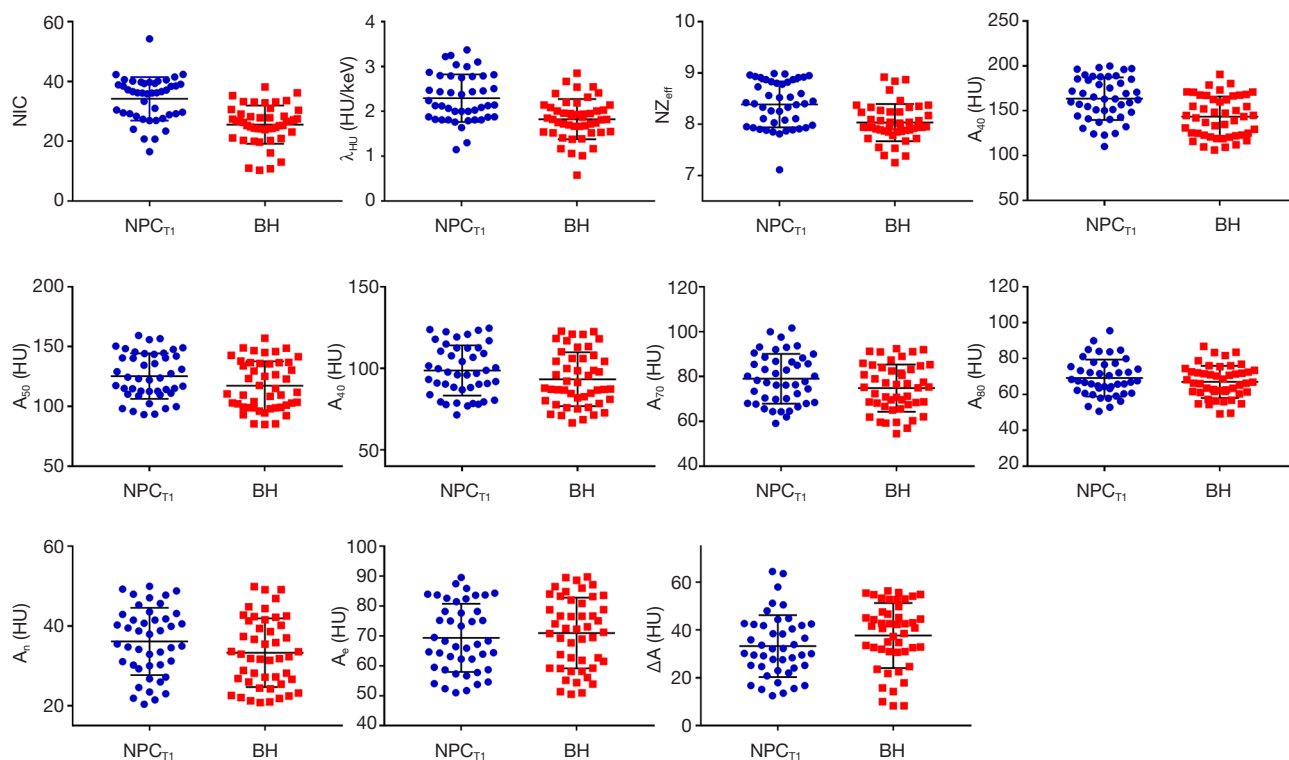 NIC
60
40
20
0
NPCT1 BH
λHU (HU/keV)
4
3
2
1
0
NPCT1 BH
NZeff
9
8
7
NPCT1 BH
A40 (HU)
250
200
150
100
50
NPCT1 BH
A50 (HU)
200
150
100
50
NPCT1 BH
A40 (HU)
150
100
50
NPCT1 BH
A70 (HU)
120
100
80
60
40
NPCT1 BH
A80 (HU)
120
100
80
60
40
20
NPCT1 BH
An (HU)
60
40
20
NPCT1 BH
Ae (HU)
100
90
80
70
60
50
40
NPCT1 BH
ΔA (HU)
60
40
20
0
NPCT1 BH